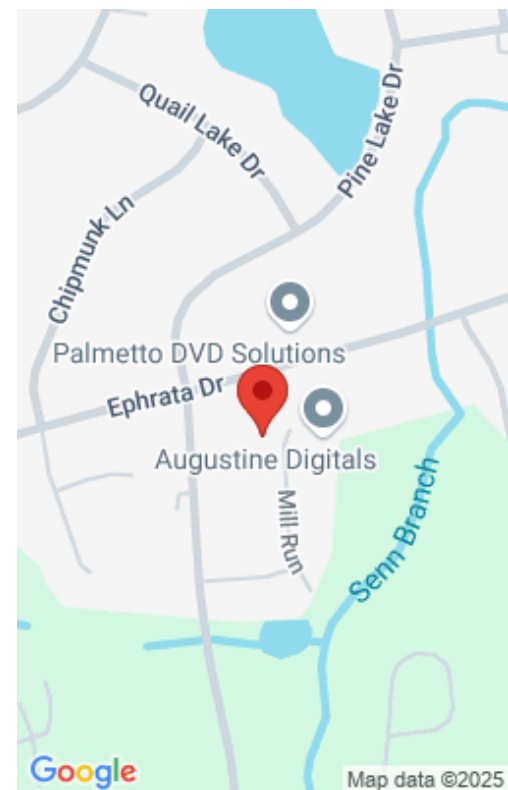 Quail Lake Dr
Pine Lake Dr
Chipmunk Ln
Palmetto DVD Solutions
Ephrata Dr
Augustine Digitals
Mill Run
Senn Branch
Google
Map data ©2025